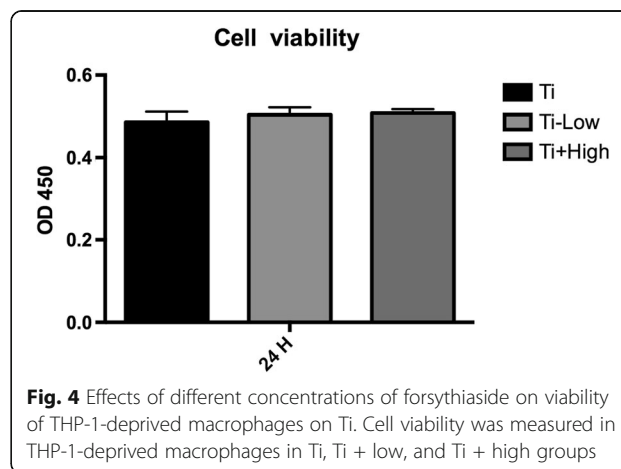 Cell viability
0.6
0.4
0.2
0.0
OD 450
24 H
Ti
Ti-Low
Ti+High
Fig. 4 Effects of different concentrations of forsythiaside on viability
of THP-1-deprived macrophages on Ti. Cell viability was measured in
THP-1-deprived macrophages in Ti, Ti + low, and Ti + high groups